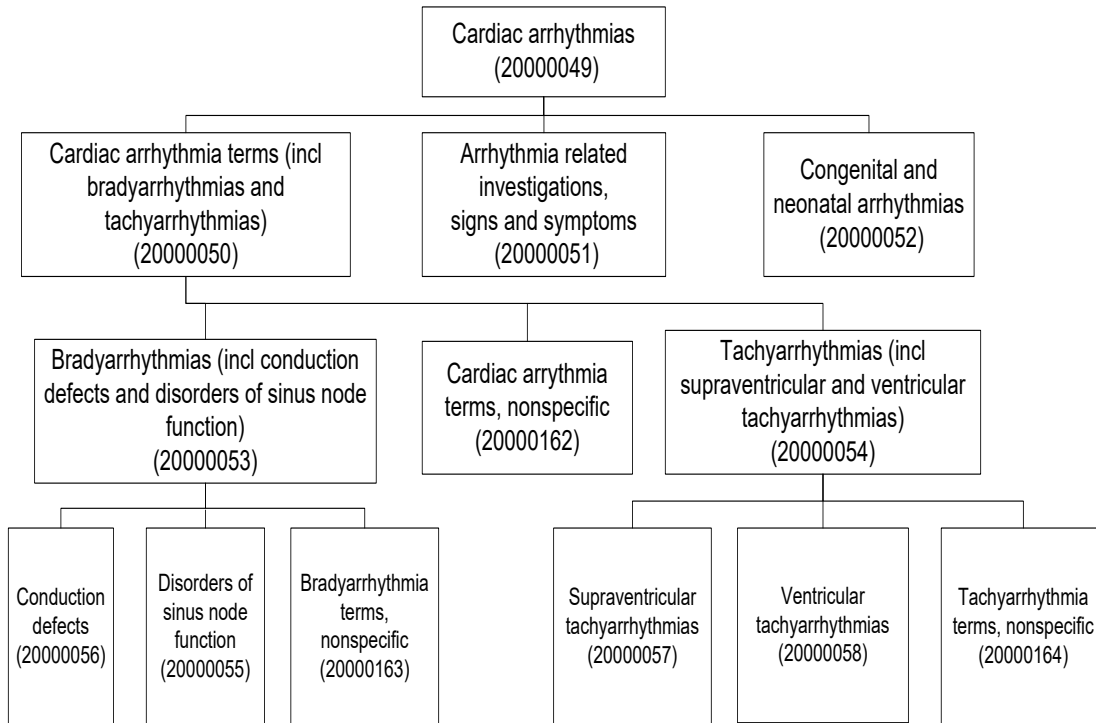 Cardiac arrhythmias
(20000049)
Cardiac arrhythmia terms (incl
bradyarrhythmias and
tachyarrhythmias)
(20000050)
Arrhythmia related
investigations,
signs and symptoms
(20000051)
Congenital and
neonatal arrhythmias
(20000052)
Bradyarrhythmias (incl conduction
defects and disorders of sinus node
function)
(20000053)
Cardiac arrythmia
terms, nonspecific
(20000162)
Tachyarrhythmias (incl
supraventricular and ventricular
tachyarrhythmias)
(20000054)
Conduction
defects
(20000056)
Disorders of
sinus node
function
(20000055)
Bradyarrhythmia
terms,
nonspecific
(20000163)
Supraventricular
tachyarrhythmias
(20000057)
Ventricular
tachyarrhythmias
(20000058)
Tachyarrhythmia
terms, nonspecific
(20000164)